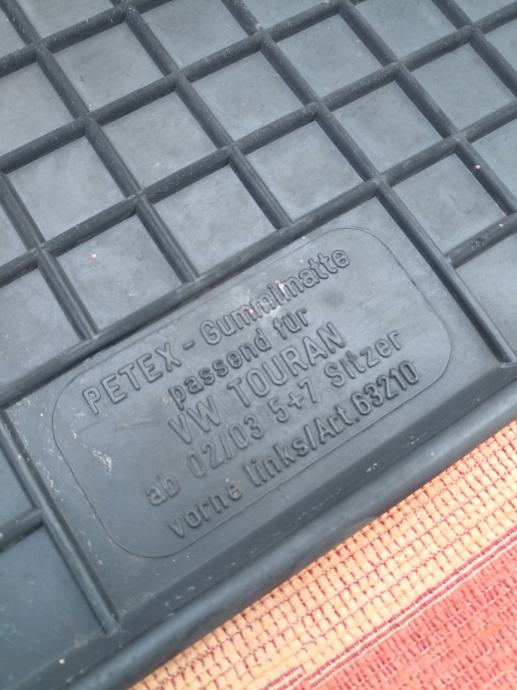 PETEX - Gummimatte
passend für
VW TOURAN
ab 02/03 5+7 Sitzer
vorne links/Art.63210